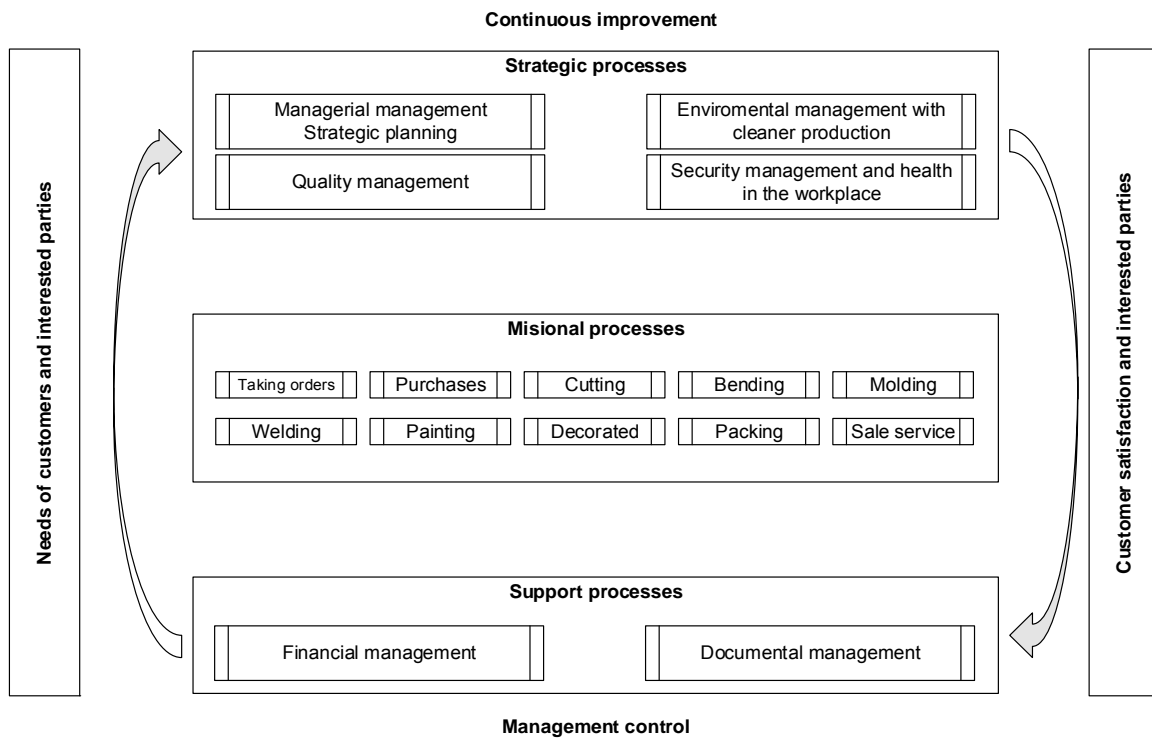 Continuous improvement
Needs of customers and interested parties
Strategic processes
Managerial management
Strategic planning
Enviromental management with
cleaner production
Quality management
Security management and health
in the workplace
Misional processes
Taking orders
Purchases
Cutting
Bending
Molding
Welding
Painting
Decorated
Packing
Sale service
Support processes
Financial management
Documental management
Customer satisfaction and interested parties
Management control